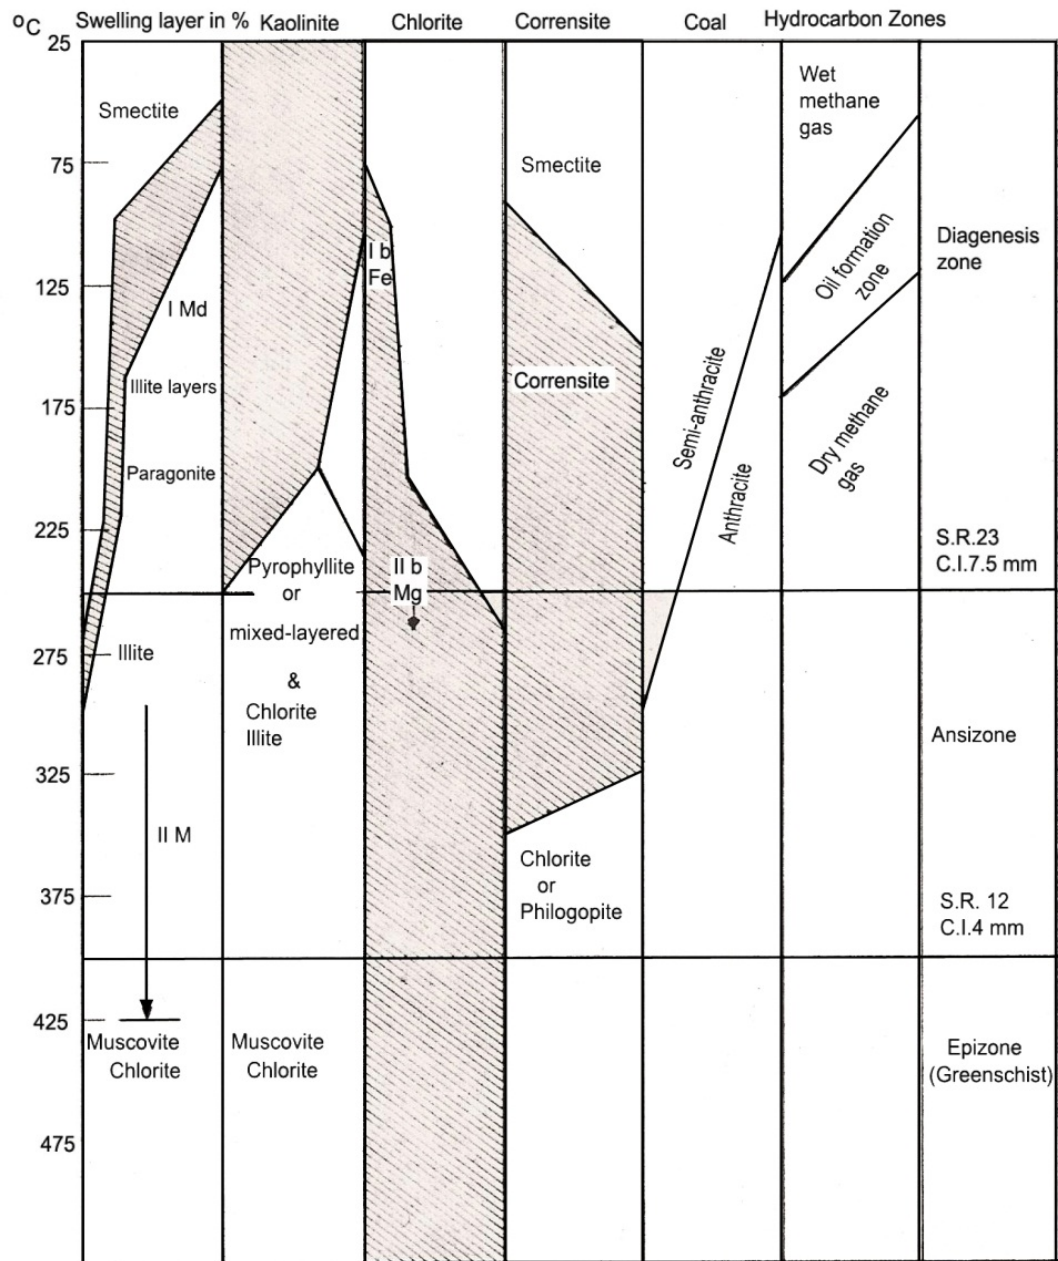 °C
Swelling layer in %
Kaolinite
Chlorite
Corrensite
Coal
Hydrocarbon Zones
25
75
125
175
225
275
325
375
425
475
Smectite
I Md
Illite layers
Paragonite
Illite
II M
Muscovite
Chlorite
Pyrophyllite
or
mixed-layered
&
Chlorite
Illite
Muscovite
Chlorite
I b
Fe
II b
Mg
Smectite
Corrensite
Chlorite
or
Philogopite
Semi-anthracite
Anthracite
Wet
methane
gas
Oil formation
zone
Dry methane
gas
Diagenesis
zone
S.R.23
C.I.7.5 mm
Ansizone
S.R. 12
C.I.4 mm
Epizone
(Greenschist)